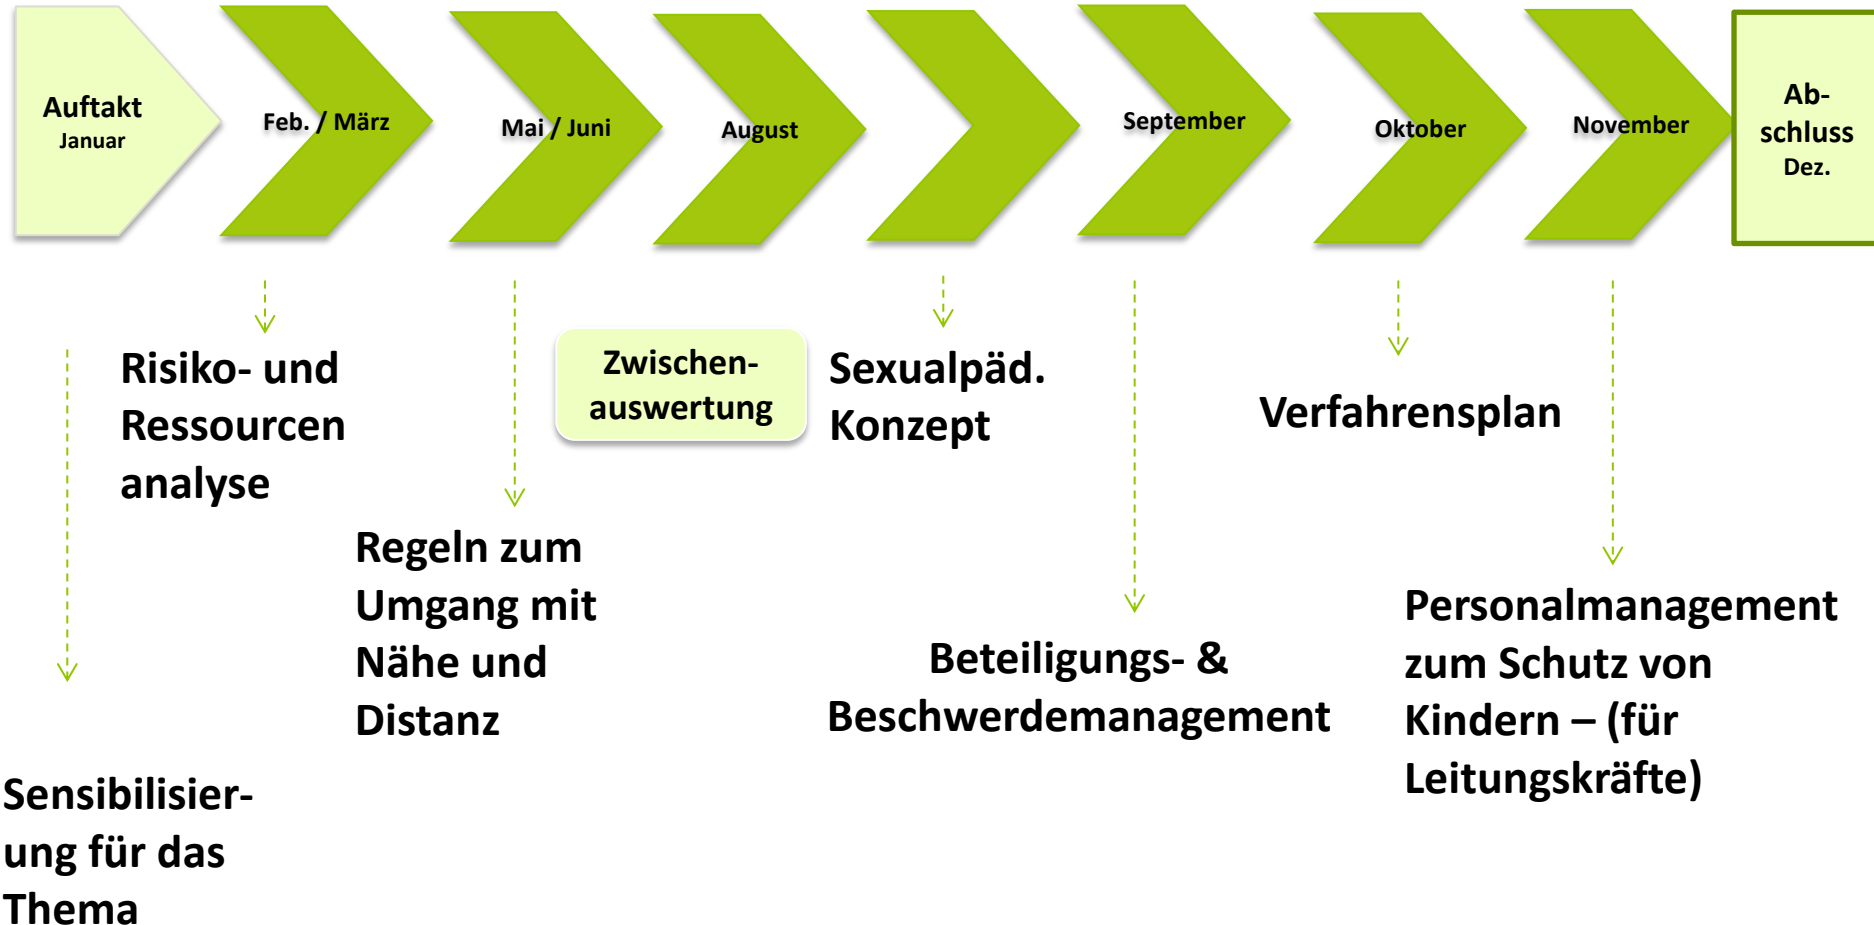 Auftakt
Januar
Feb. / März
Mai / Juni
August
September
Oktober
November
Ab-
schluss
Dez.
Sensibilisier-
ung für das
Thema
Risiko- und
Ressourcen
analyse
Regeln zum
Umgang mit
Nähe und
Distanz
Zwischen-
auswertung
Sexualpäd.
Konzept
Beteiligungs- &
Beschwerdemanagement
Verfahrensplan
Personalmanagement
zum Schutz von
Kindern – (für
Leitungskräfte)